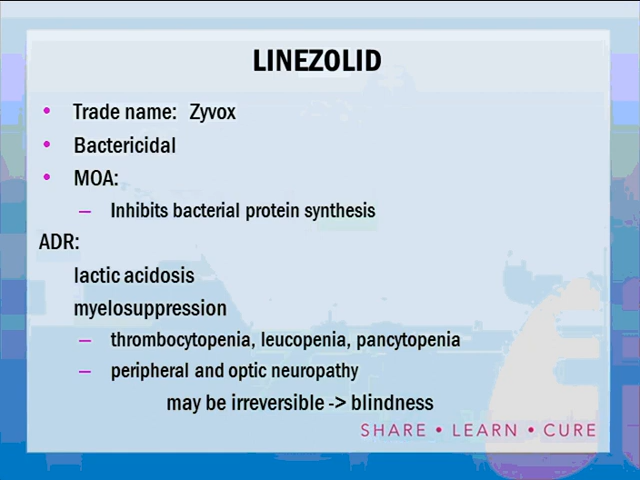 LINEZOLID
• Trade name: Zyvox
• Bactericidal
• MOA:
– Inhibits bacterial protein synthesis
ADR:
lactic acidosis
myelosuppression
– thrombocytopenia, leucopenia, pancytopenia
– peripheral and optic neuropathy
may be irreversible -> blindness
SHARE • LEARN • CURE